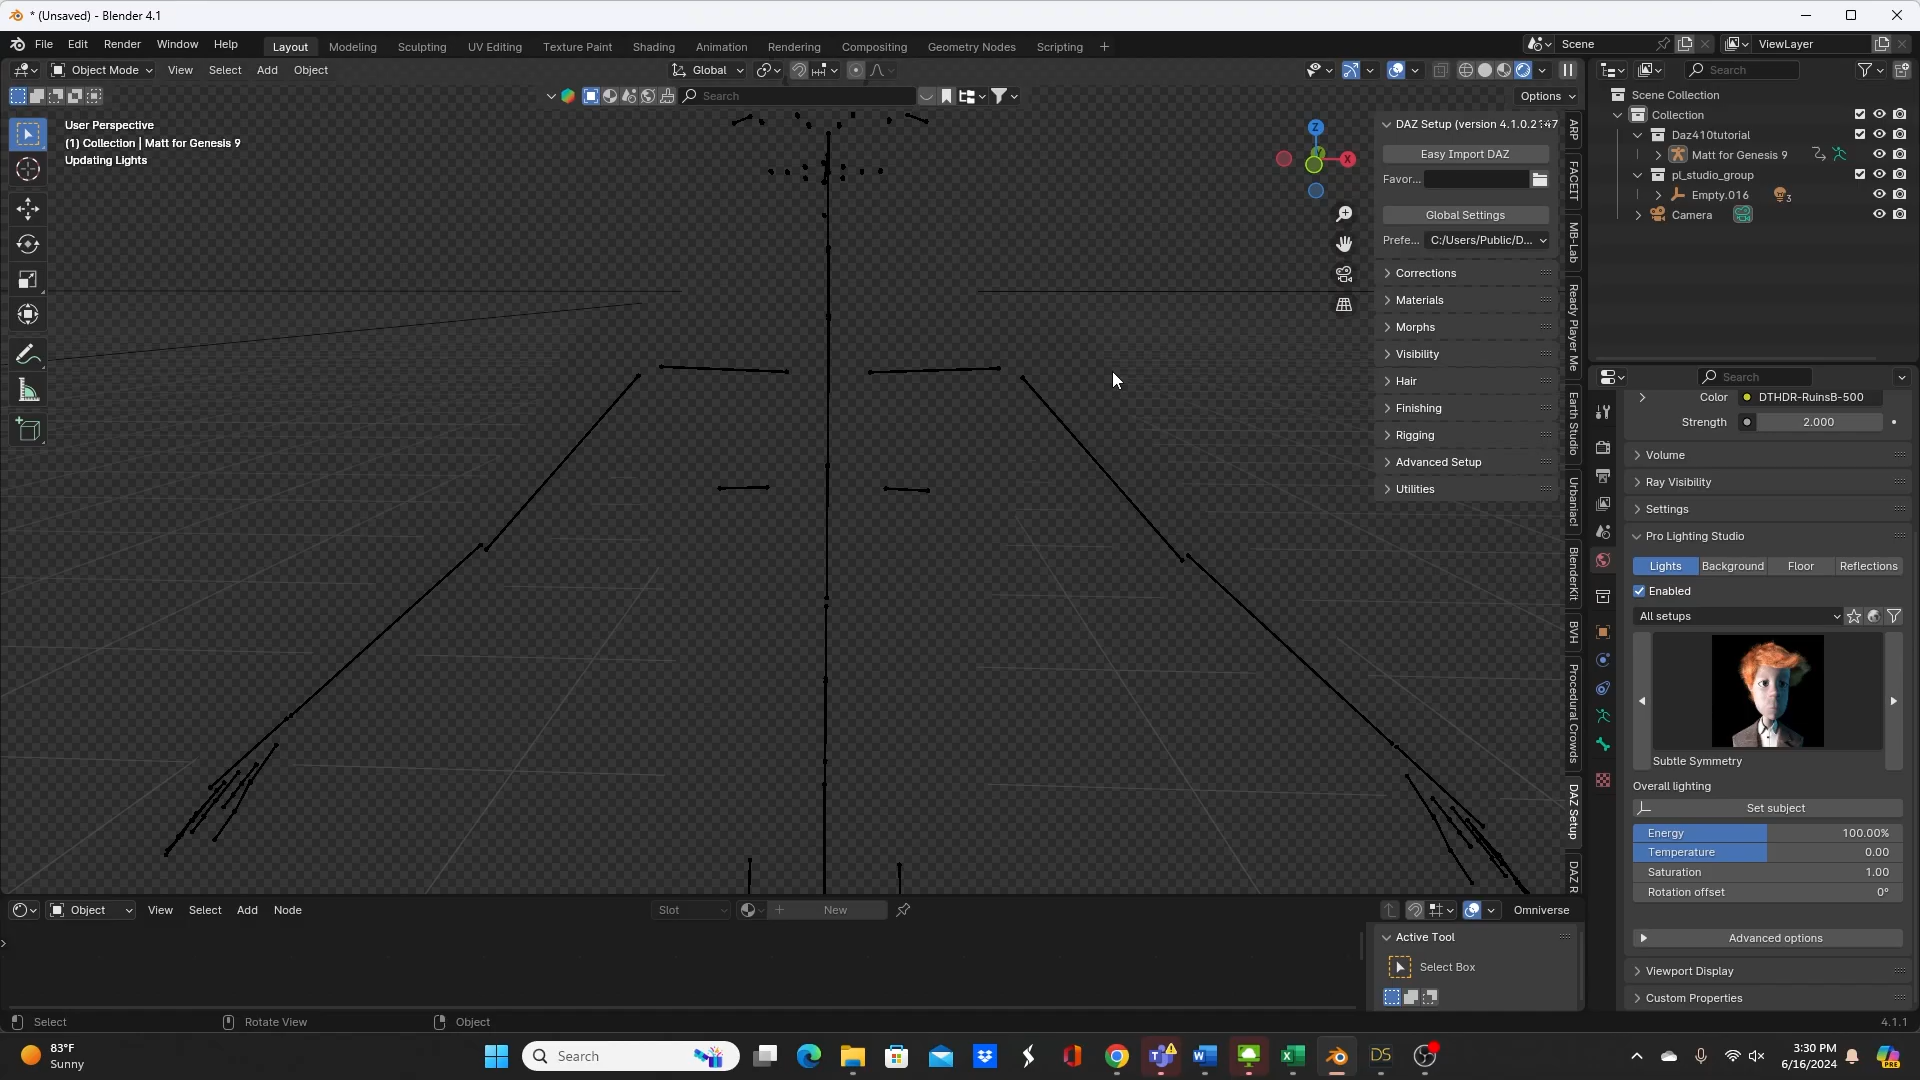 * (Unsaved) - Blender 4.1
File Edit Render Window Help
Layout Modeling Sculpting UV Editing Texture Paint Shading Animation Rendering Compositing Geometry Nodes Scripting +
Scene
ViewLayer
Object Mode View Select Add Object
Global
Search
Search
Options
User Perspective
(1) Collection | Matt for Genesis 9
Updating Lights
Z
X
DAZ Setup (version 4.1.0.2147
Easy Import DAZ
Favor...
Global Settings
Prefe... C:/Users/Public/D...
Corrections
Materials
Morphs
Visibility
Hair
Finishing
Rigging
Advanced Setup
Utilities
ARP
FACEIT
MB-Lab
Ready Player Me
Earth Studio
Urbaniac!
BlenderKit
BVH
Procedural Crowds
DAZ Setup
DAZ R
Scene Collection
Collection
Daz410tutorial
Matt for Genesis 9
pl_studio_group
Empty.016
3
Camera
Search
Color DTHDR-RuinsB-500
Strength 2.000
Volume
Ray Visibility
Settings
Pro Lighting Studio
Lights Background Floor Reflections
Enabled
All setups
Subtle Symmetry
Overall lighting
Set subject
Energy 100.00%
Temperature 0.00
Saturation 1.00
Rotation offset 0°
Advanced options
Viewport Display
Custom Properties
Object View Select Add Object Node
Slot
+ New
Omniverse
Active Tool
Select Box
Select Rotate View Object
4.1.1
83°F
Sunny
Search
DS
3:30 PM
6/16/2024
PRE